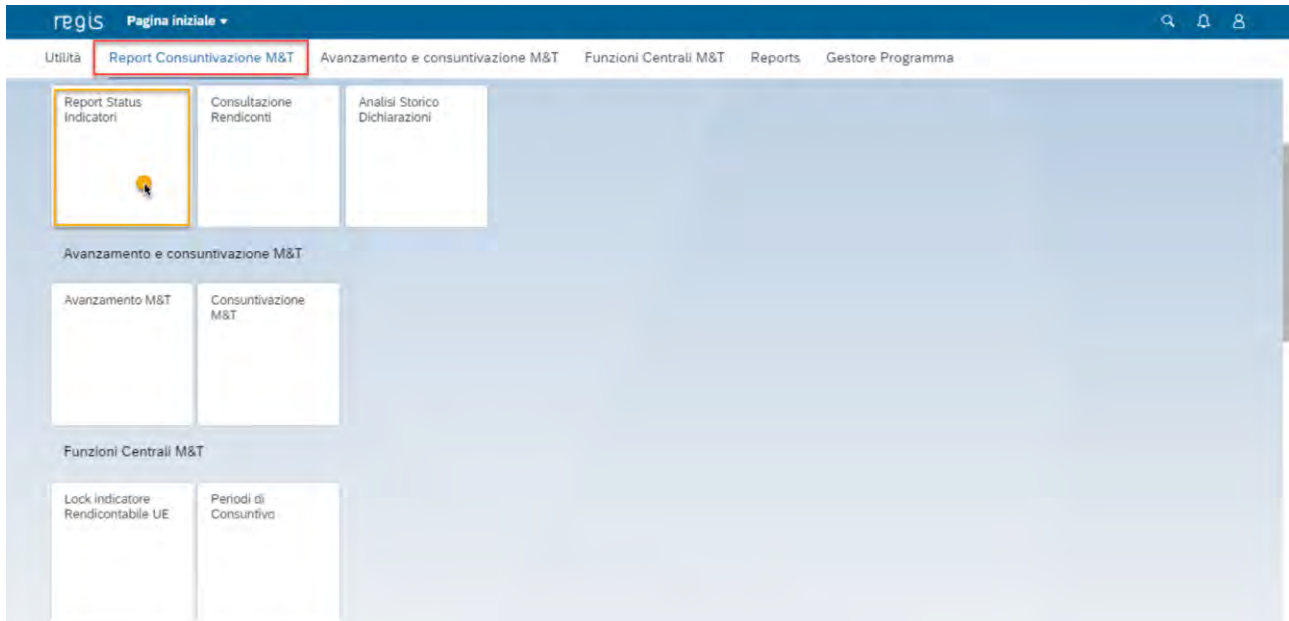 regis Pagina iniziale
Utilità Report Consuntivazione M&T Avanzamento e consuntivazione M&T Funzioni Centrali M&T Reports Gestore Programma
Report Status
Indicatori
Consultazione
Rendiconti
Analisi Storico
Dichiarazioni
Avanzamento e consuntivazione M&T
Avanzamento M&T
Consuntivazione
M&T
Funzioni Centrali M&T
Lock indicatore
Rendicontabile UE
Periodi di
Consuntivo